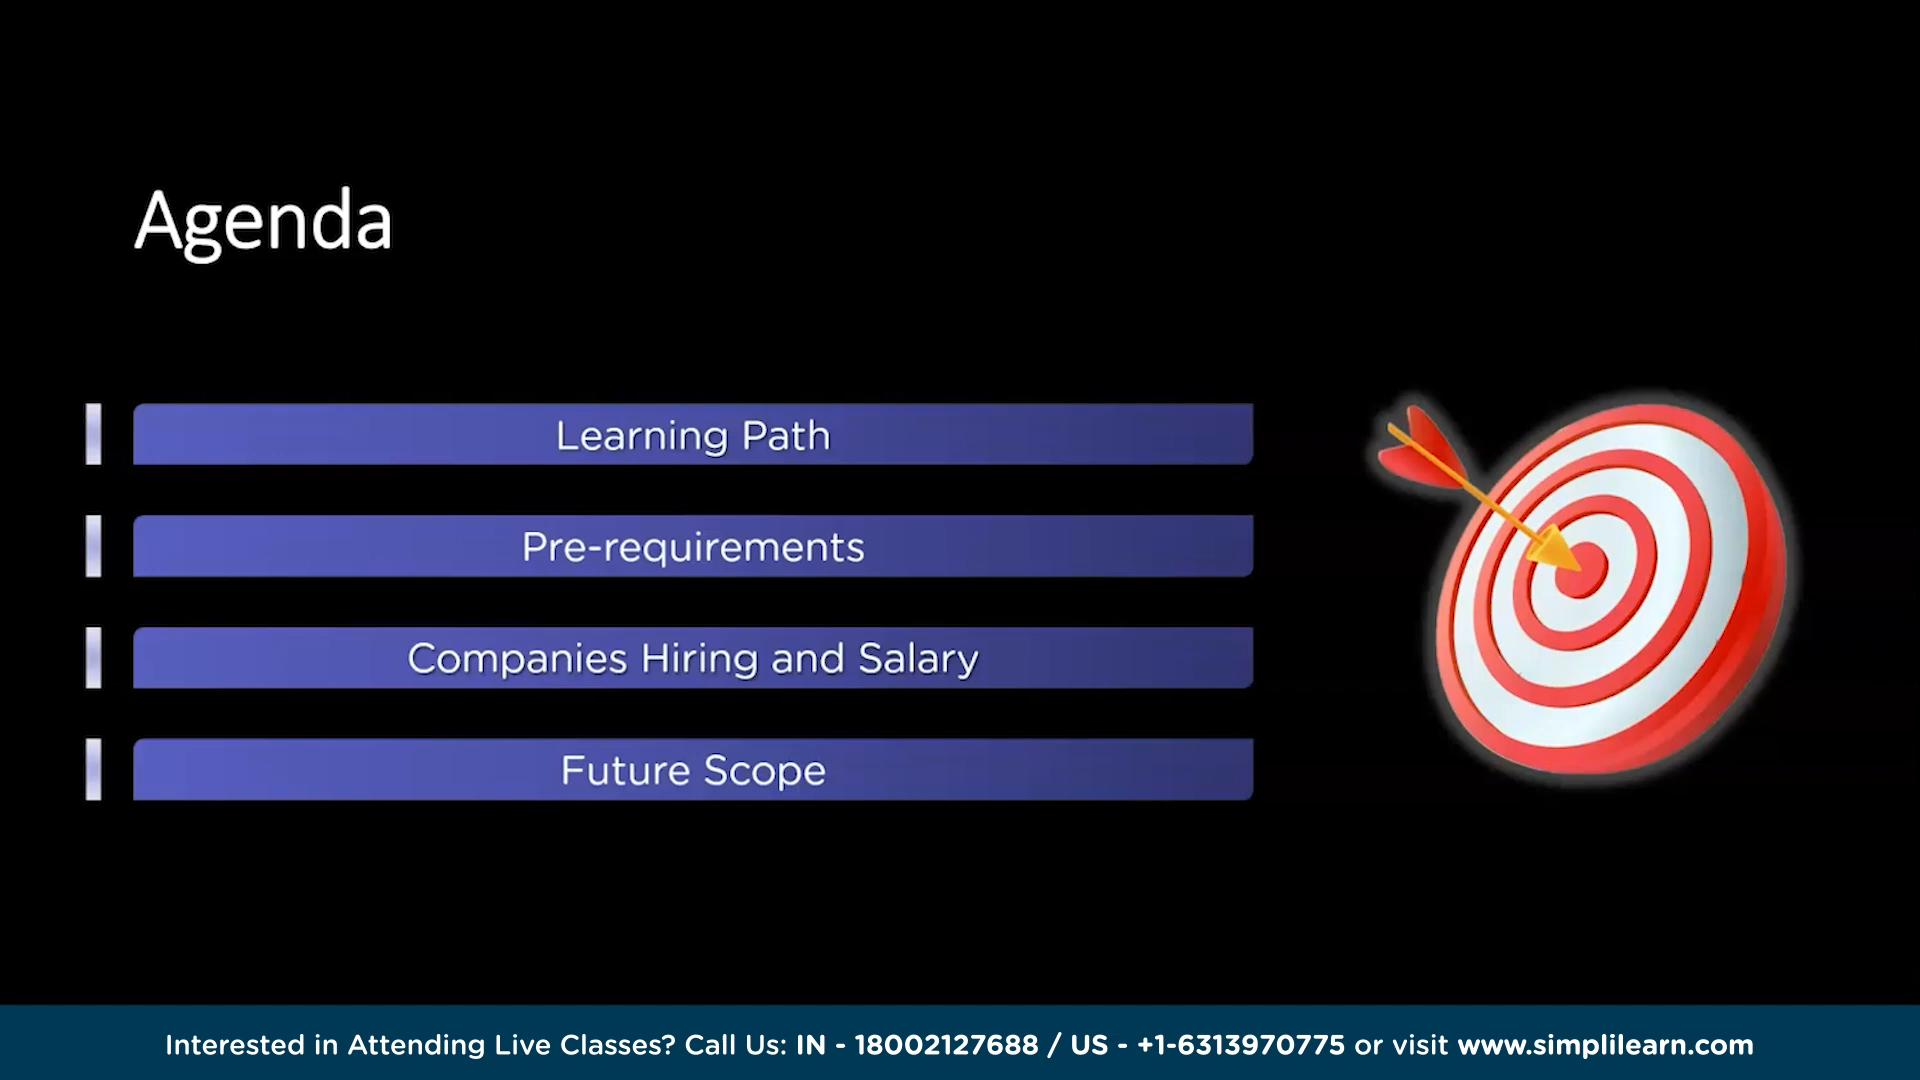 Agenda
Learning Path
Pre-requirements
Companies Hiring and Salary
Future Scope
Interested in Attending Live Classes? Call Us: IN - 18002127688 / US - +1-6313970775 or visit www.simplilearn.com